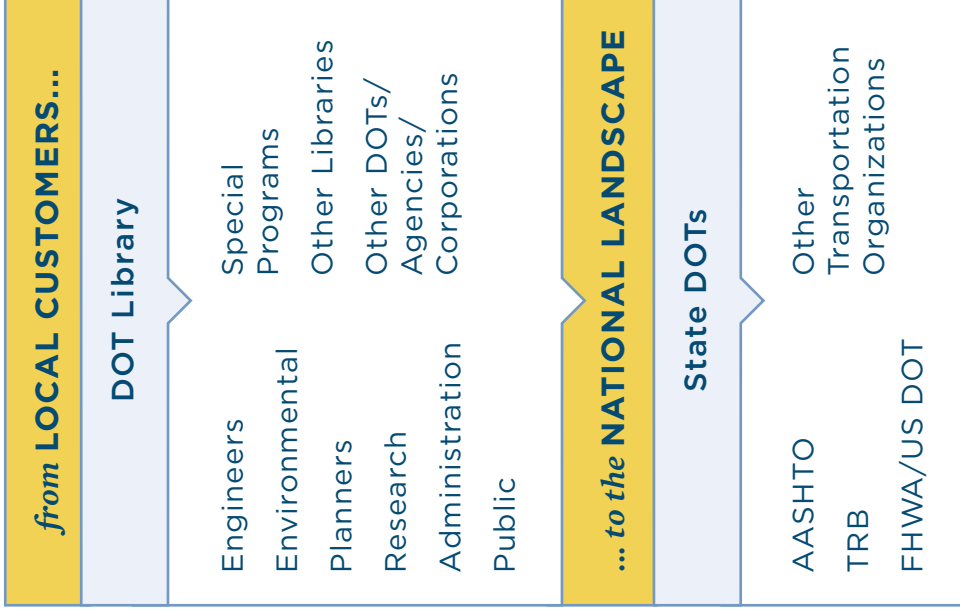 from LOCAL CUSTOMERS...
DOT Library
Engineers
Environmental
Planners
Research
Administration
Public
Special
Programs
Other Libraries
Other DOTs/
Agencies/
Corporations
... to the NATIONAL LANDSCAPE
State DOTs
AASHTO
TRB
FHWA/US DOT
Other
Transportation
Organizations